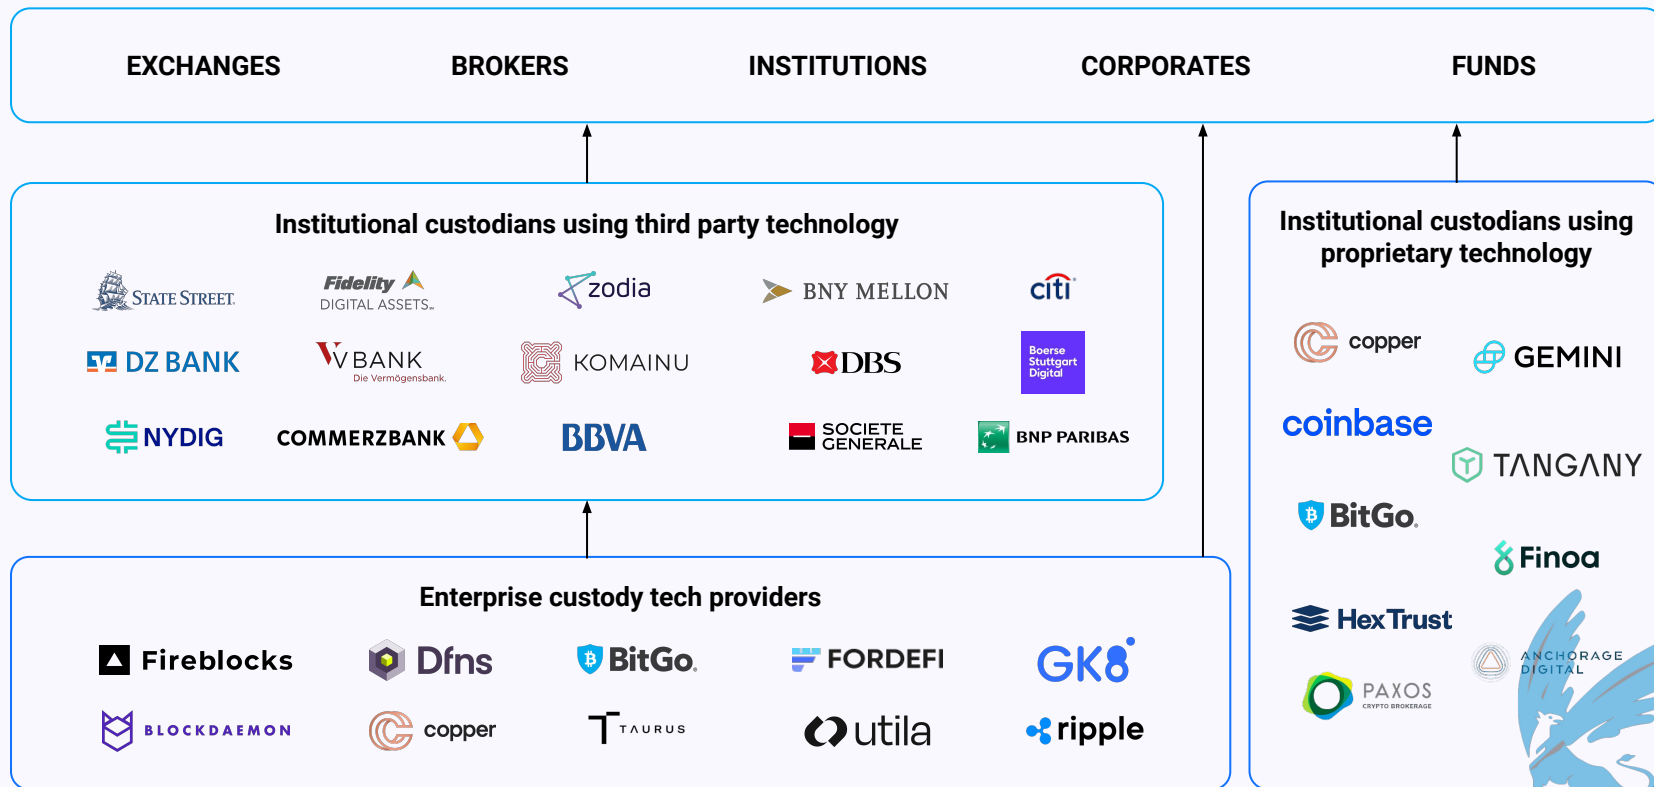 EXCHANGES
BROKERS
INSTITUTIONS
CORPORATES
FUNDS
Institutional custodians using third party technology
STATE STREET.
Fidelity
DIGITAL ASSETS℠
zodia
BNY MELLON
citi
DZ BANK
VBANK
Die Vermögensbank.
KOMAINU
DBS
Boerse
Stuttgart
Digital
NYDIG
COMMERZBANK
BBVA
SOCIETE
GENERALE
BNP PARIBAS
Institutional custodians using
proprietary technology
copper
GEMINI
coinbase
TANGANY
BitGo.
Finoa
HexTrust
ANCHORAGE
DIGITAL
PAXOS
CRYPTO BROKERAGE
Enterprise custody tech providers
Fireblocks
Dfns
BitGo.
FORDEFI
GK8
BLOCKDAEMON
copper
TAURUS
utila
ripple